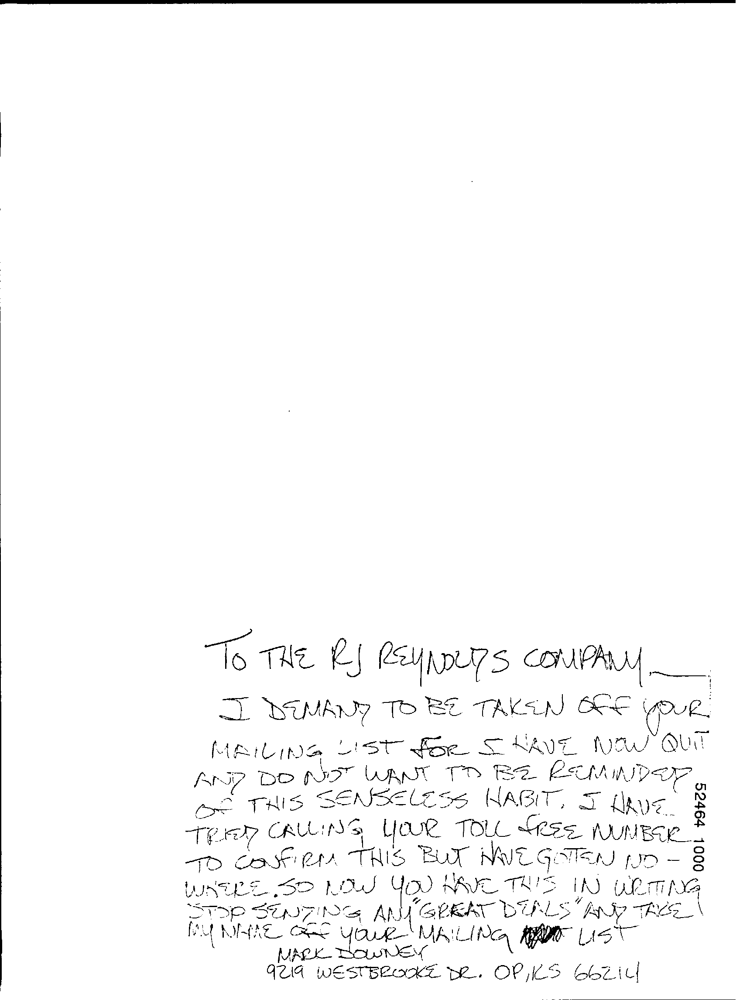 TO THE RJ REYNOLDS COMPANY
I DEMAND TO BE TAKEN OFF YOUR
MAILING LIST FOR I HAVE NOW QUIT
AND DO NOT WANT TO BE REMINDED
OF THIS SENSELESS HABIT. I HAVE
TRIED CALLING YOUR TOLL FREE NUMBER
TO CONFIRM THIS BUT HAVE GOTTEN NO-
WHERE. SO NOW YOU HAVE THIS IN WRITING
STOP SENDING ANY "GREAT DEALS" AND TAKE
MY NAME OFF YOUR MAILING LIST
MARK DOWNEY
9219 WESTBROOKE DR. OP, KS 66214
52464 1000